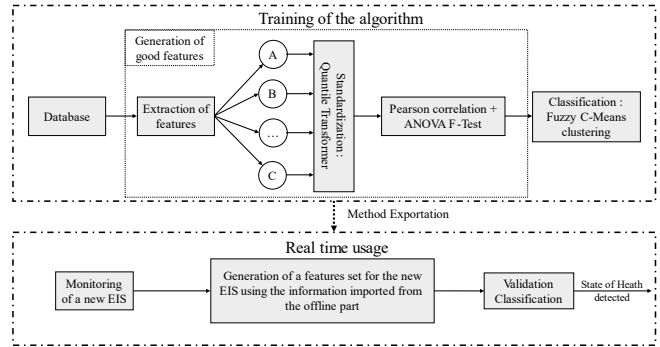 Training of the algorithm
Generation of
good features
Database
Extraction of
features
A
B
...
C
Standardization :
Quantile Transformer
Pearson correlation +
ANOVA F-Test
Classification :
Fuzzy C-Means
clustering
Method Exportation
Real time usage
Monitoring
of a new EIS
Generation of a features set for the new
EIS using the information imported from
the offline part
Validation
Classification
State of Heath
detected